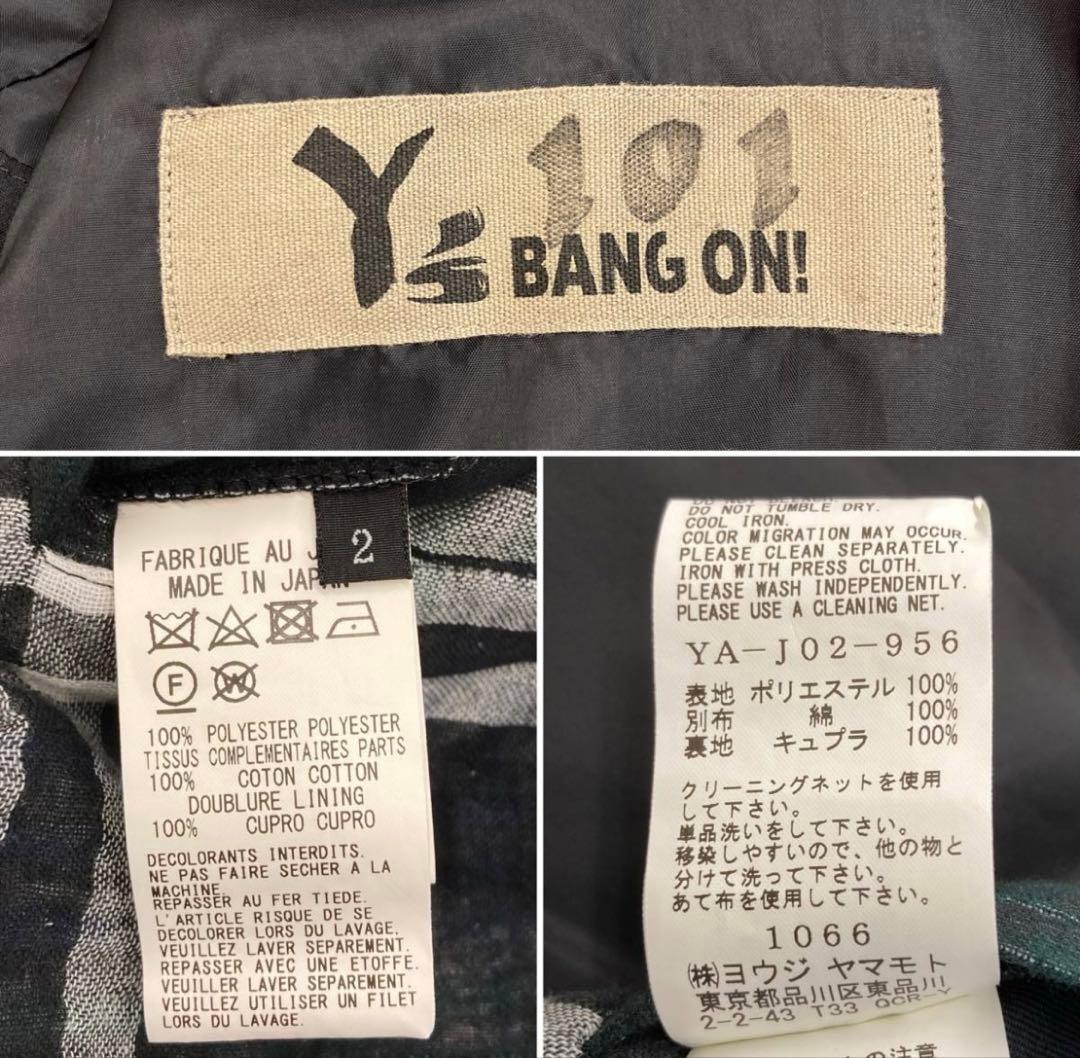 Y's 101
BANG ON!
2
FABRIQUE AU
MADE IN JAPAN
F
W
100% POLYESTER POLYESTER
TISSUS COMPLEMENTAIRES PARTS
100% COTON COTTON
DOUBLURE LINING
100% CUPRO CUPRO
DECOLORANTS INTERDITS.
NE PAS FAIRE SECHER A LA
MACHINE.
REPASSER AU FER TIEDE.
L'ARTICLE RISQUE DE SE
DECOLORER LORS DU LAVAGE.
VEUILLEZ LAVER SEPAREMENT.
REPASSER AVEC UNE ETOFFE.
VEUILLER LAVER SEPAREMENT.
VEUILLEZ UTILISER UN FILET
LORS DU LAVAGE.
DO NOT BLEACH.
DO NOT TUMBLE DRY.
COOL IRON.
COLOR MIGRATION MAY OCCUR.
PLEASE CLEAN SEPARATELY.
IRON WITH PRESS CLOTH.
PLEASE WASH INDEPENDENTLY.
PLEASE USE A CLEANING NET.
YA-J02-956
表地 ポリエステル 100%
別布 綿 100%
裏地 キュプラ 100%
クリーニングネットを使用
して下さい。
単品洗いをして下さい。
移染しやすいので、他の物と
分けて洗って下さい。
あて布を使用して下さい。
1066
㈱ヨウジ ヤマモト
東京都品川区東品川
2-2-43 T33 QCR-Y
の注意